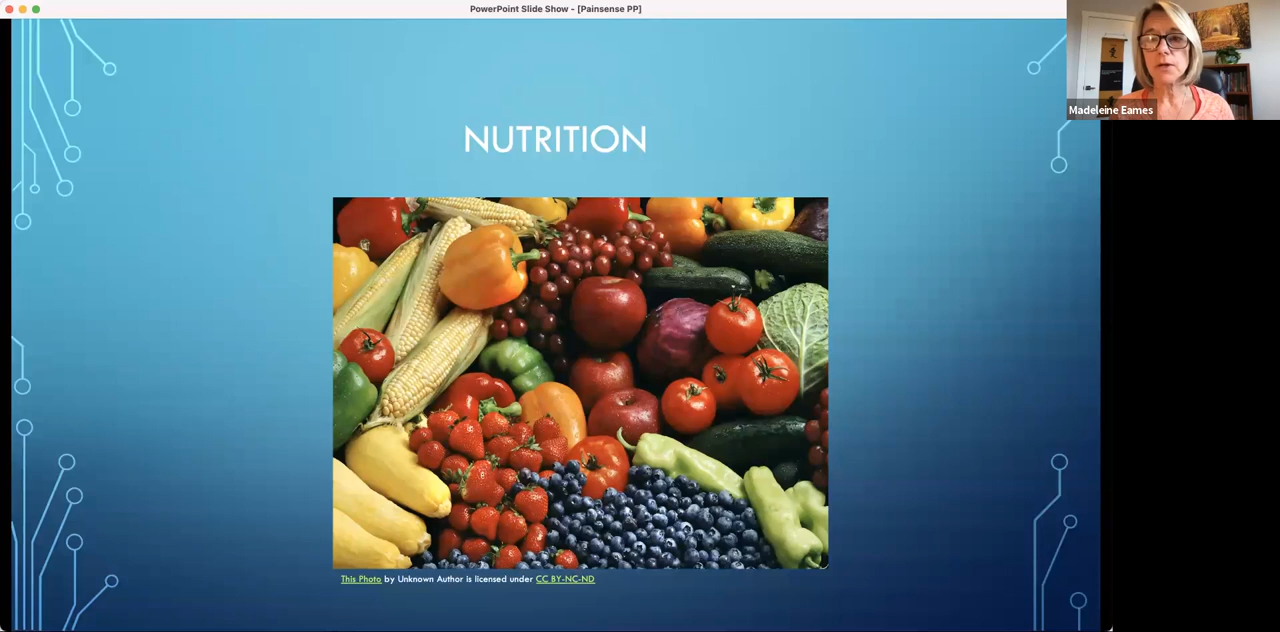 PowerPoint Slide Show - [Painsense PP]
Madeleine Eames
NUTRITION
This Photo by Unknown Author is licensed under CC BY-NC-ND